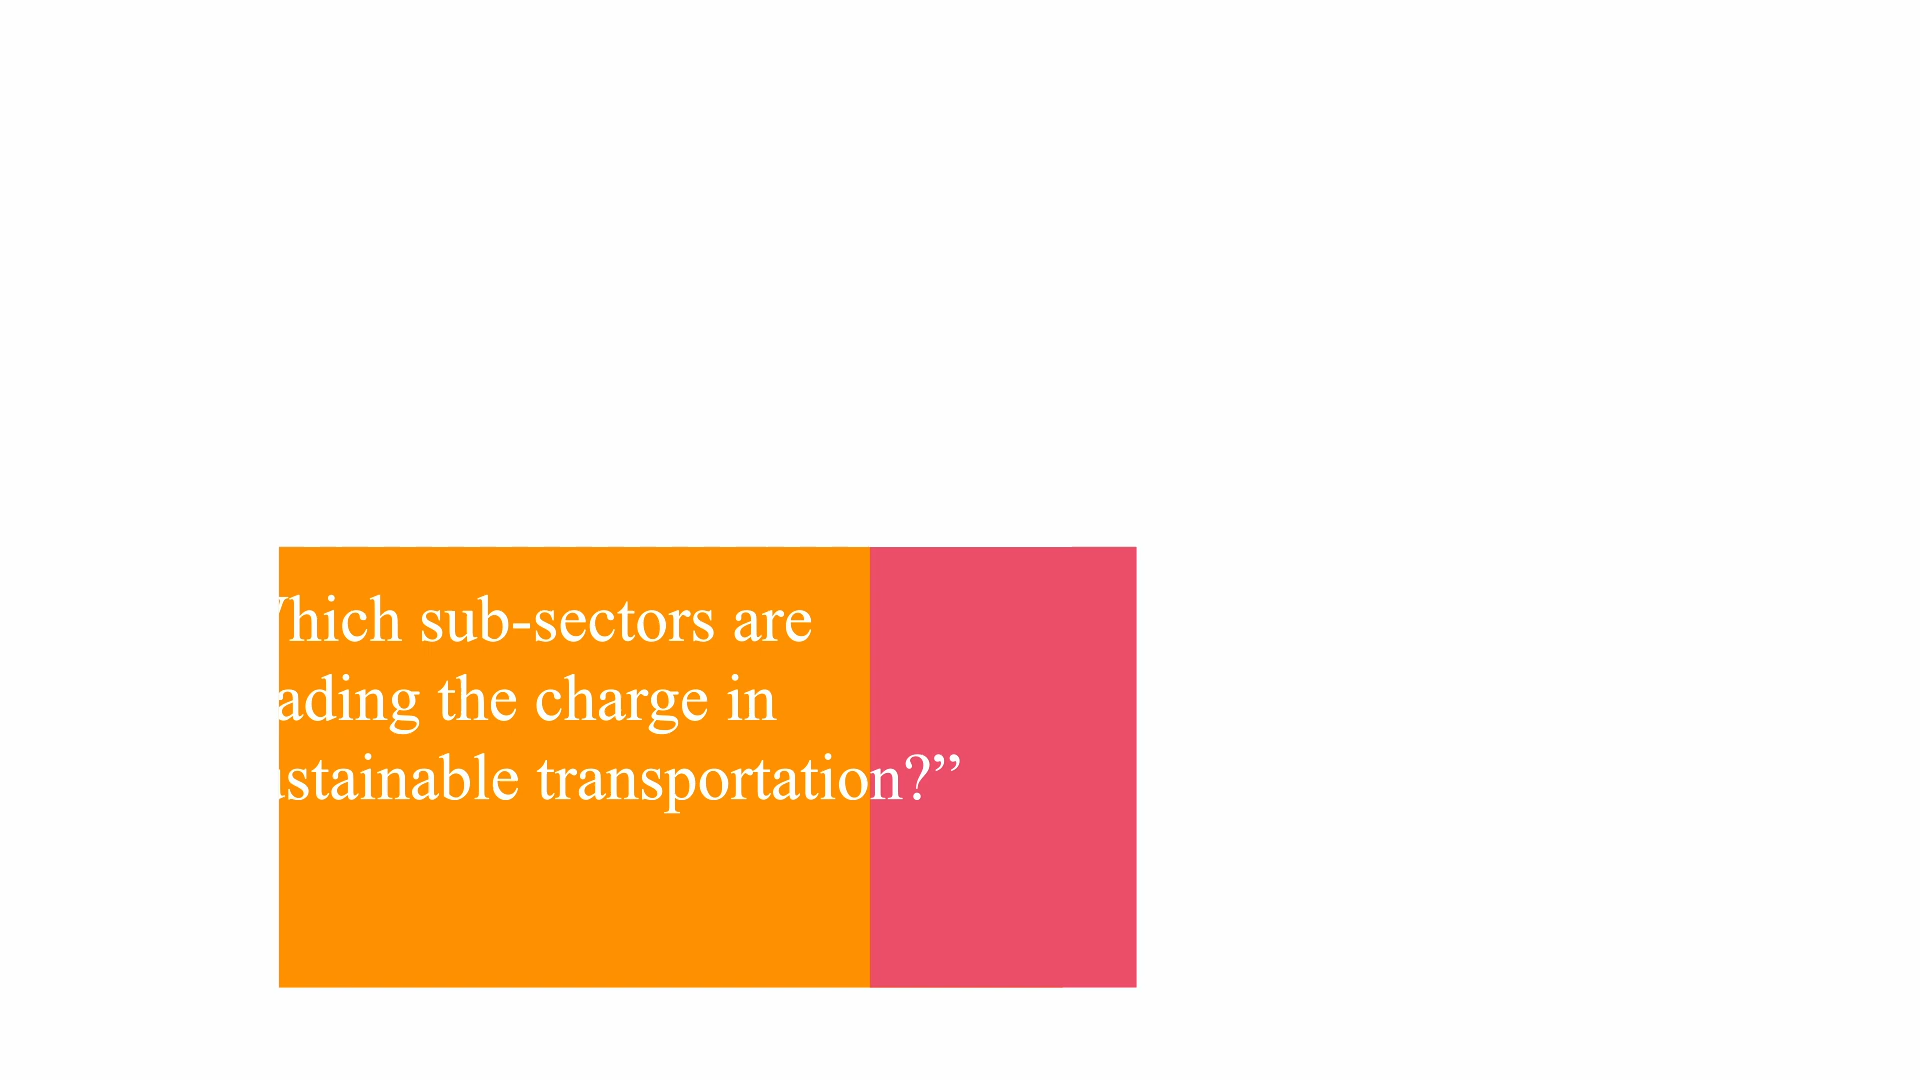 hich sub-sectors are
ading the charge in
stainable transportation?”